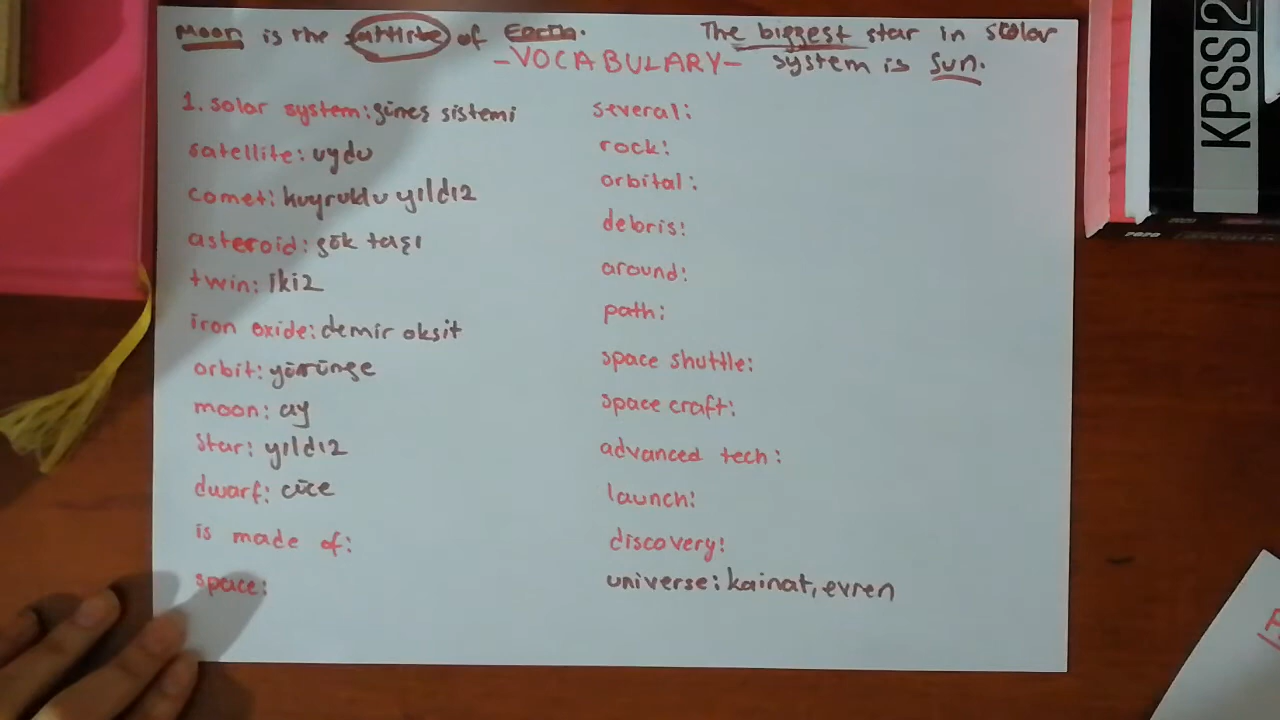 Moon is the sattlite of Earth.
The biggest star in solar
system is Sun.
-VOCABULARY-
1. solar system: güneş sistemi
satellite: uydu
comet: kuyruklu yıldız
asteroid: gök taşı
twin: ikiz
iron oxide: demir oksit
orbit: yörünge
moon: ay
star: yıldız
dwarf: cüce
is made of:
space:
several:
rock:
orbital:
debris:
around:
path:
space shuttle:
space craft:
advanced tech:
launch:
discovery:
universe: kainat, evren
KPSS2